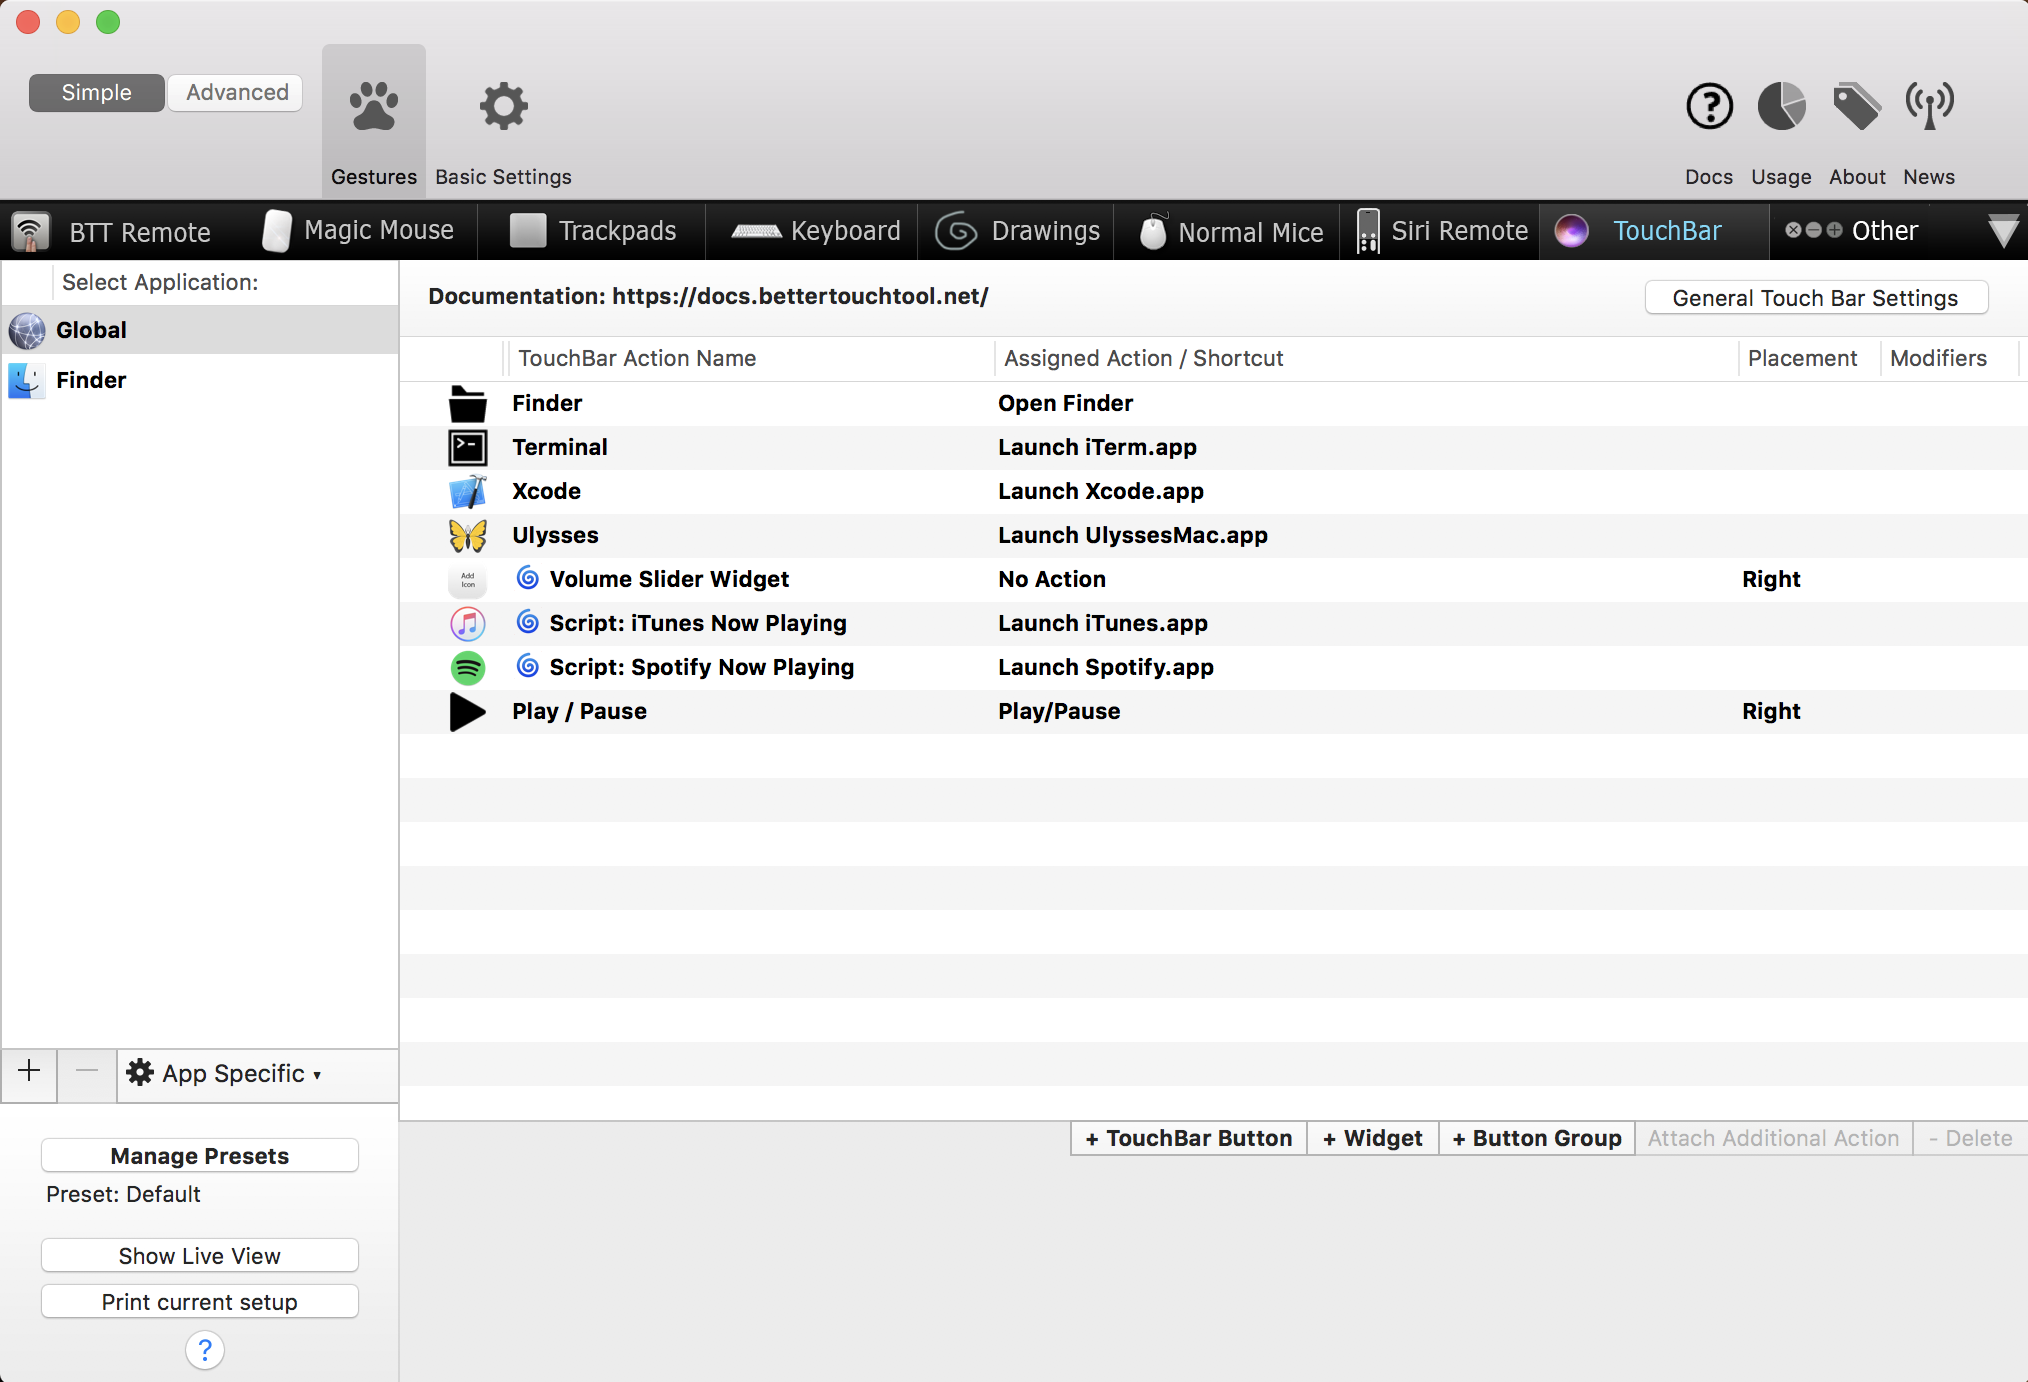 Simple Advanced
Gestures Basic Settings Docs Usage About News
BTT Remote Magic Mouse Trackpads Keyboard Drawings Normal Mice Siri Remote TouchBar Other
Select Application:
Global
Finder
Documentation: https://docs.bettertouchtool.net/ General Touch Bar Settings
TouchBar Action Name Assigned Action / Shortcut Placement Modifiers
Finder Open Finder
Terminal Launch iTerm.app
Xcode Launch Xcode.app
Ulysses Launch UlyssesMac.app
Add
Icon
Volume Slider Widget No Action Right
Script: iTunes Now Playing Launch iTunes.app
Script: Spotify Now Playing Launch Spotify.app
Play / Pause Play/Pause Right
+ − App Specific ▾
+ TouchBar Button + Widget + Button Group Attach Additional Action - Delete
Manage Presets
Preset: Default
Show Live View
Print current setup
?